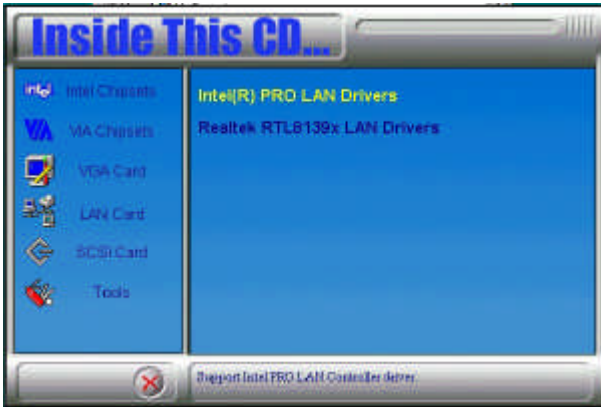 Inside This CD...
intel Intel Chipsets
VIA VIA Chipsets
VGA Card
LAN Card
SCSI Card
Tools
Intel(R) PRO LAN Drivers
Realtek RTL8139x LAN Drivers
Support Intel PRO LAN Controller driver.